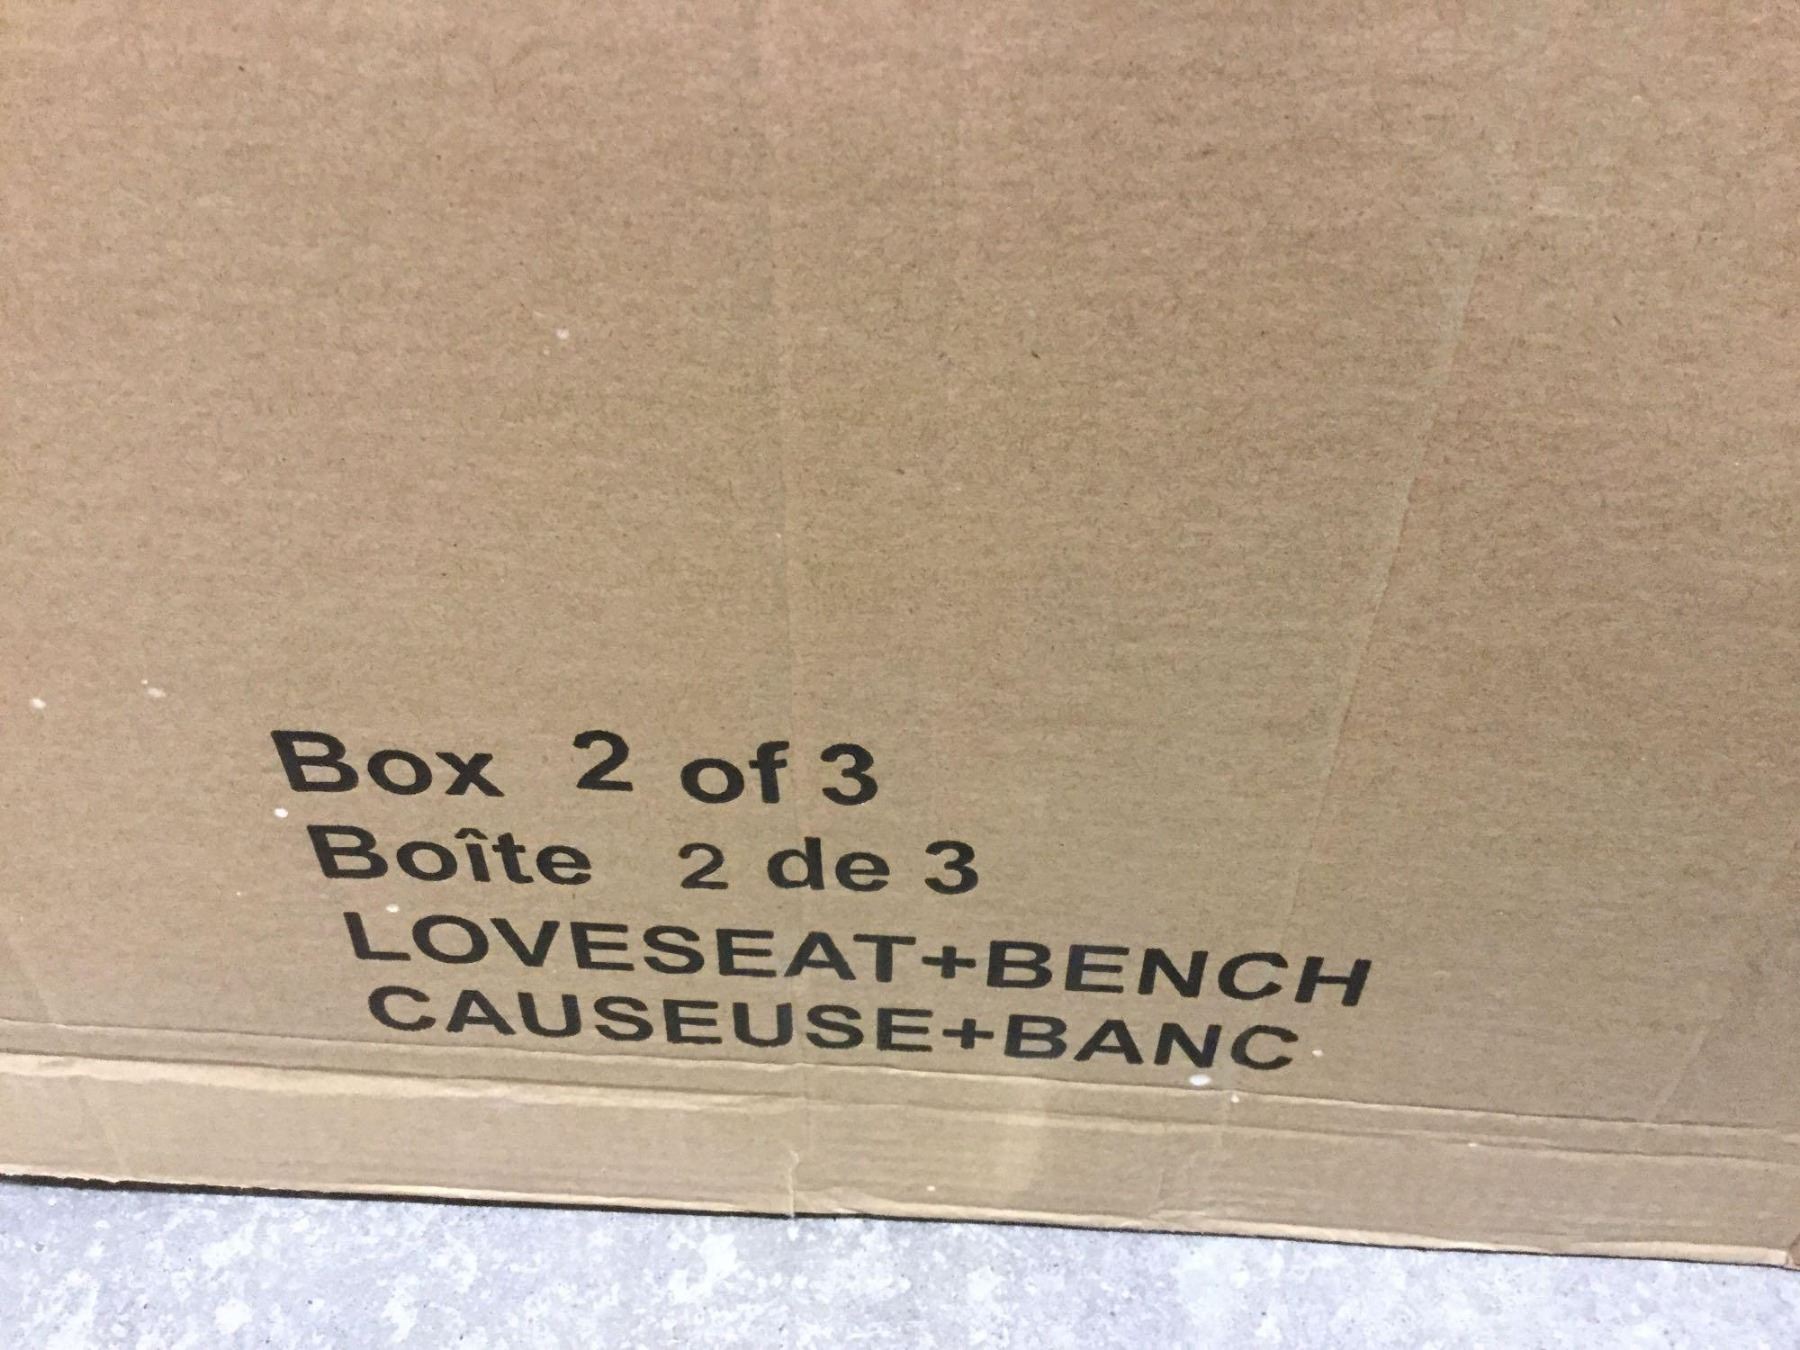 Box 2 of 3
Boîte 2 de 3
LOVESEAT+BENCH
CAUSEUSE+BANC